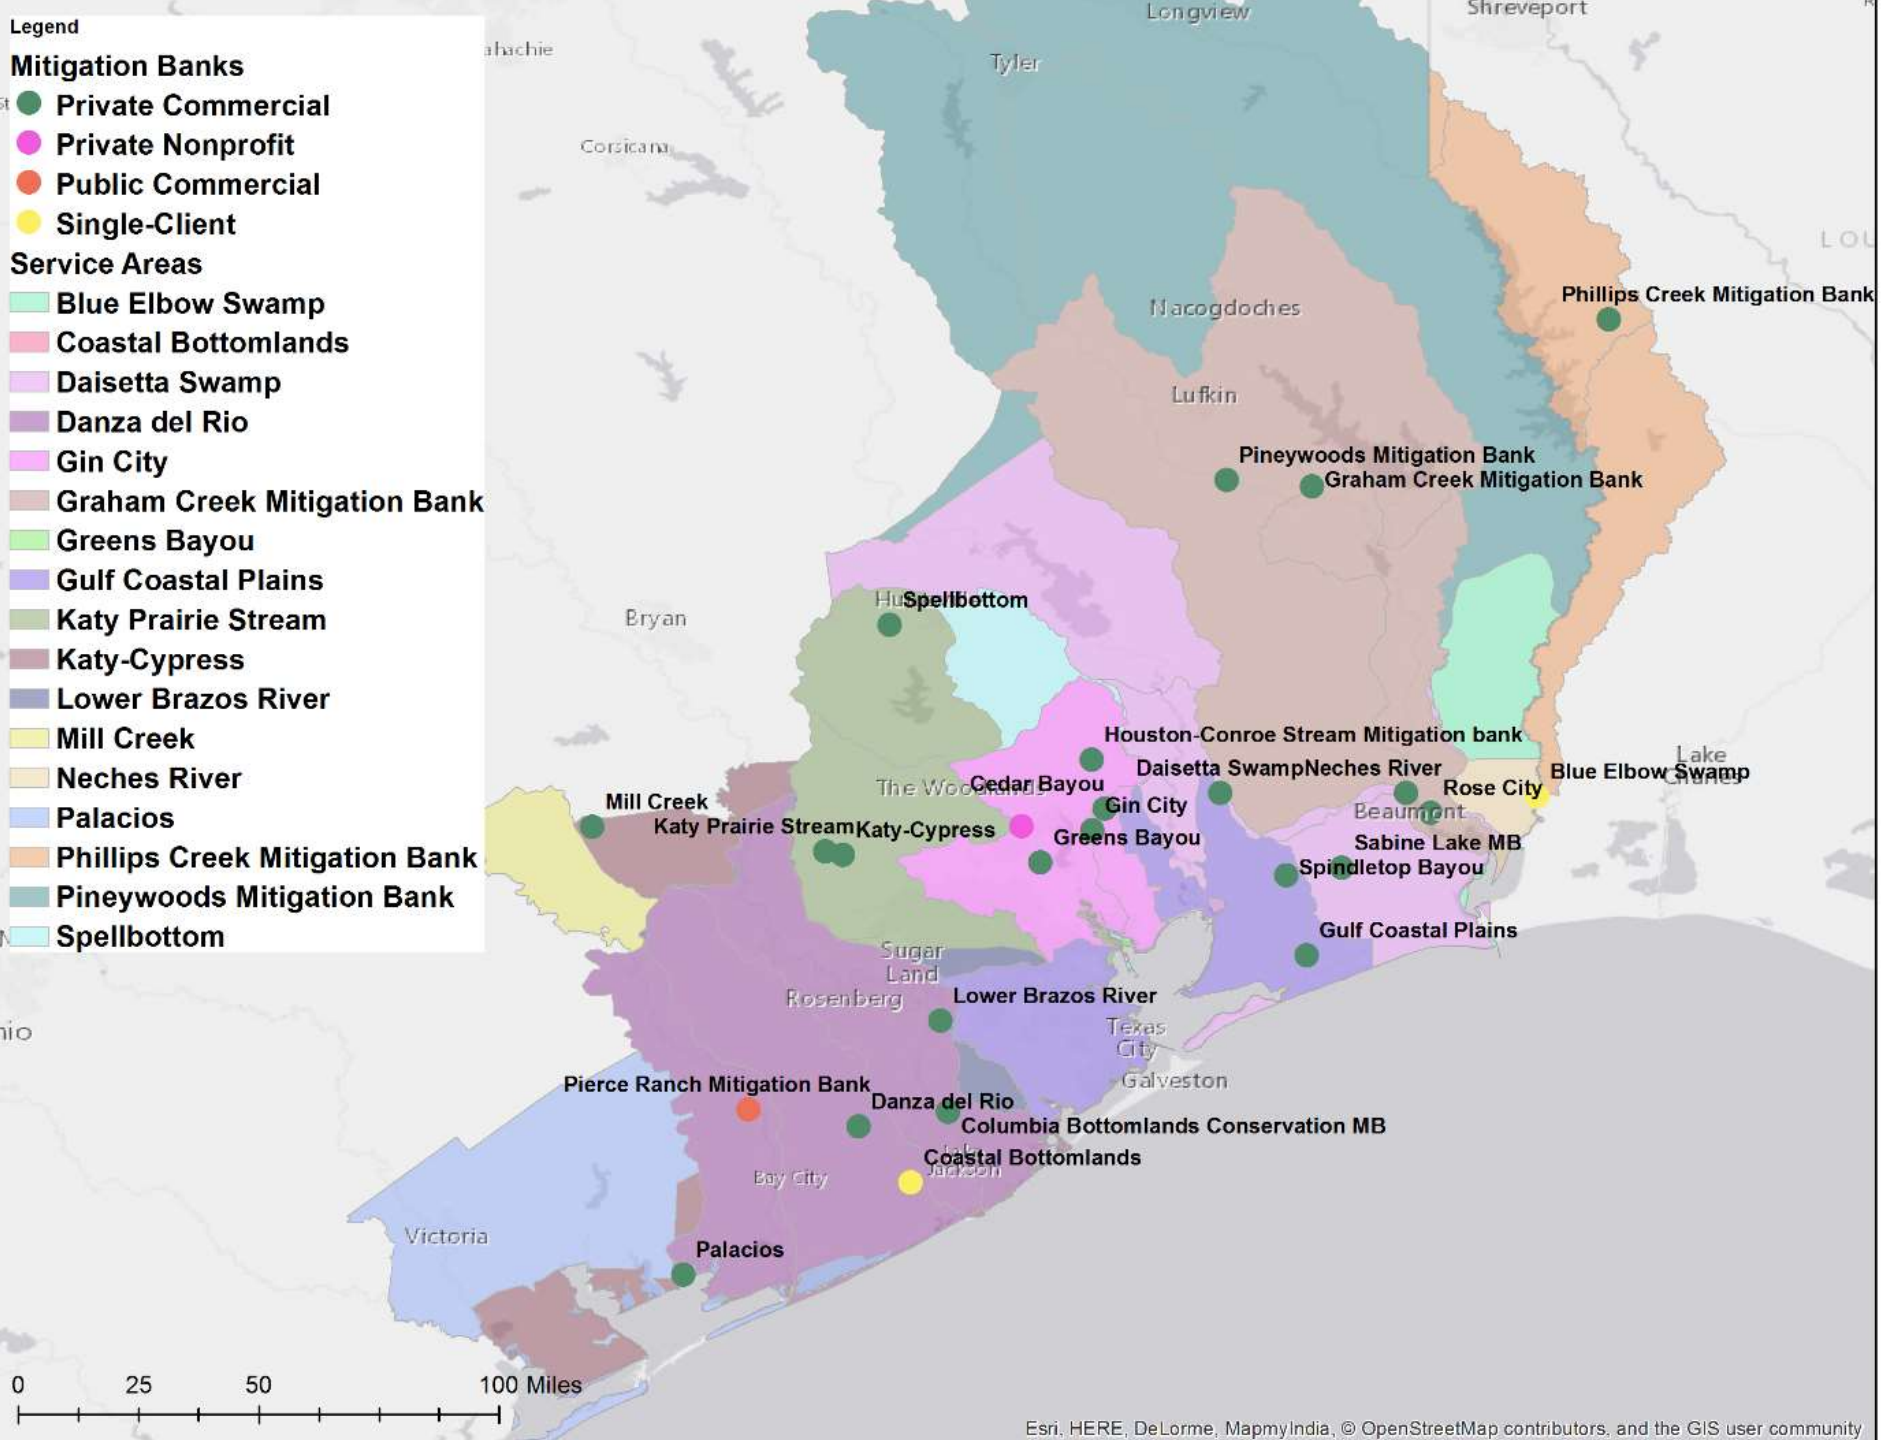 Legend
Mitigation Banks
Private Commercial
Private Nonprofit
Public Commercial
Single-Client
Service Areas
Blue Elbow Swamp
Coastal Bottomlands
Daisetta Swamp
Danza del Rio
Gin City
Graham Creek Mitigation Bank
Greens Bayou
Gulf Coastal Plains
Katy Prairie Stream
Katy-Cypress
Lower Brazos River
Mill Creek
Neches River
Palacios
Phillips Creek Mitigation Bank
Pineywoods Mitigation Bank
Spellbottom
Longview
Shreveport
ahachie
Tyler
Corsicana
LOU
Phillips Creek Mitigation Bank
Nacogdoches
Lufkin
Pineywoods Mitigation Bank
Graham Creek Mitigation Bank
Spellbottom
Bryan
Houston-Conroe Stream Mitigation bank
Lake
Charles
Daisetta Swamp
Neches River
Blue Elbow Swamp
The Woodlands
Cedar Bayou
Rose City
Mill Creek
Gin City
Beaumont
Katy Prairie Stream
Katy-Cypress
Greens Bayou
Sabine Lake MB
Spindletop Bayou
Gulf Coastal Plains
Sugar
Land
Rosenberg
Lower Brazos River
Texas
City
nio
Galveston
Pierce Ranch Mitigation Bank
Danza del Rio
Columbia Bottomlands Conservation MB
Coastal Bottomlands
Jackson
Bay City
Victoria
Palacios
0 25 50 100 Miles
Esri, HERE, DeLorme, MapmyIndia, © OpenStreetMap contributors, and the GIS user community